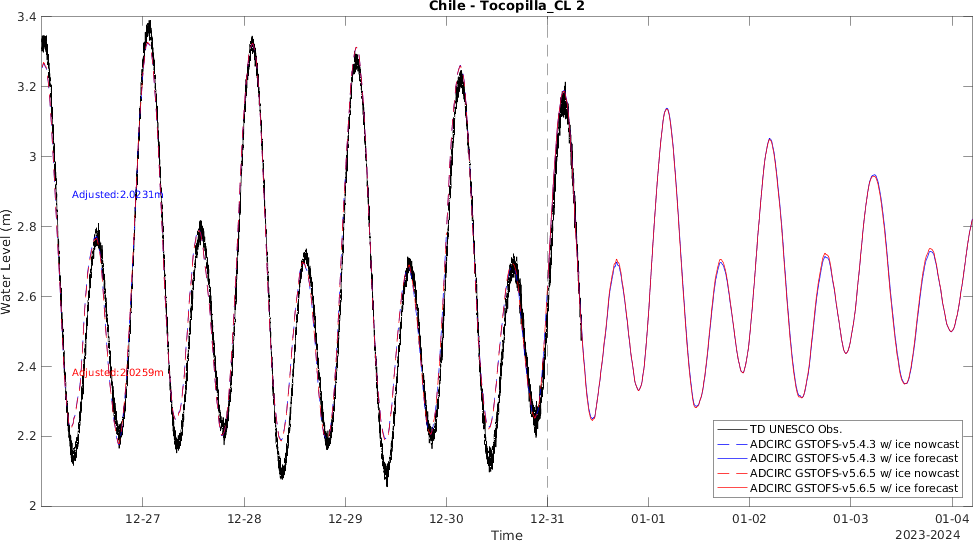 Chile - Tocopilla_CL 2
3.4
3.2
3
2.8
2.6
2.4
2.2
2
Water Level (m)
Adjusted:2.0231m
Adjusted:2.0259m
TD UNESCO Obs.
ADCIRC GSTOFS-v5.4.3 w/ ice nowcast
ADCIRC GSTOFS-v5.4.3 w/ ice forecast
ADCIRC GSTOFS-v5.6.5 w/ ice nowcast
ADCIRC GSTOFS-v5.6.5 w/ ice forecast
12-27 12-28 12-29 12-30 12-31 01-01 01-02 01-03 01-04
Time
2023-2024